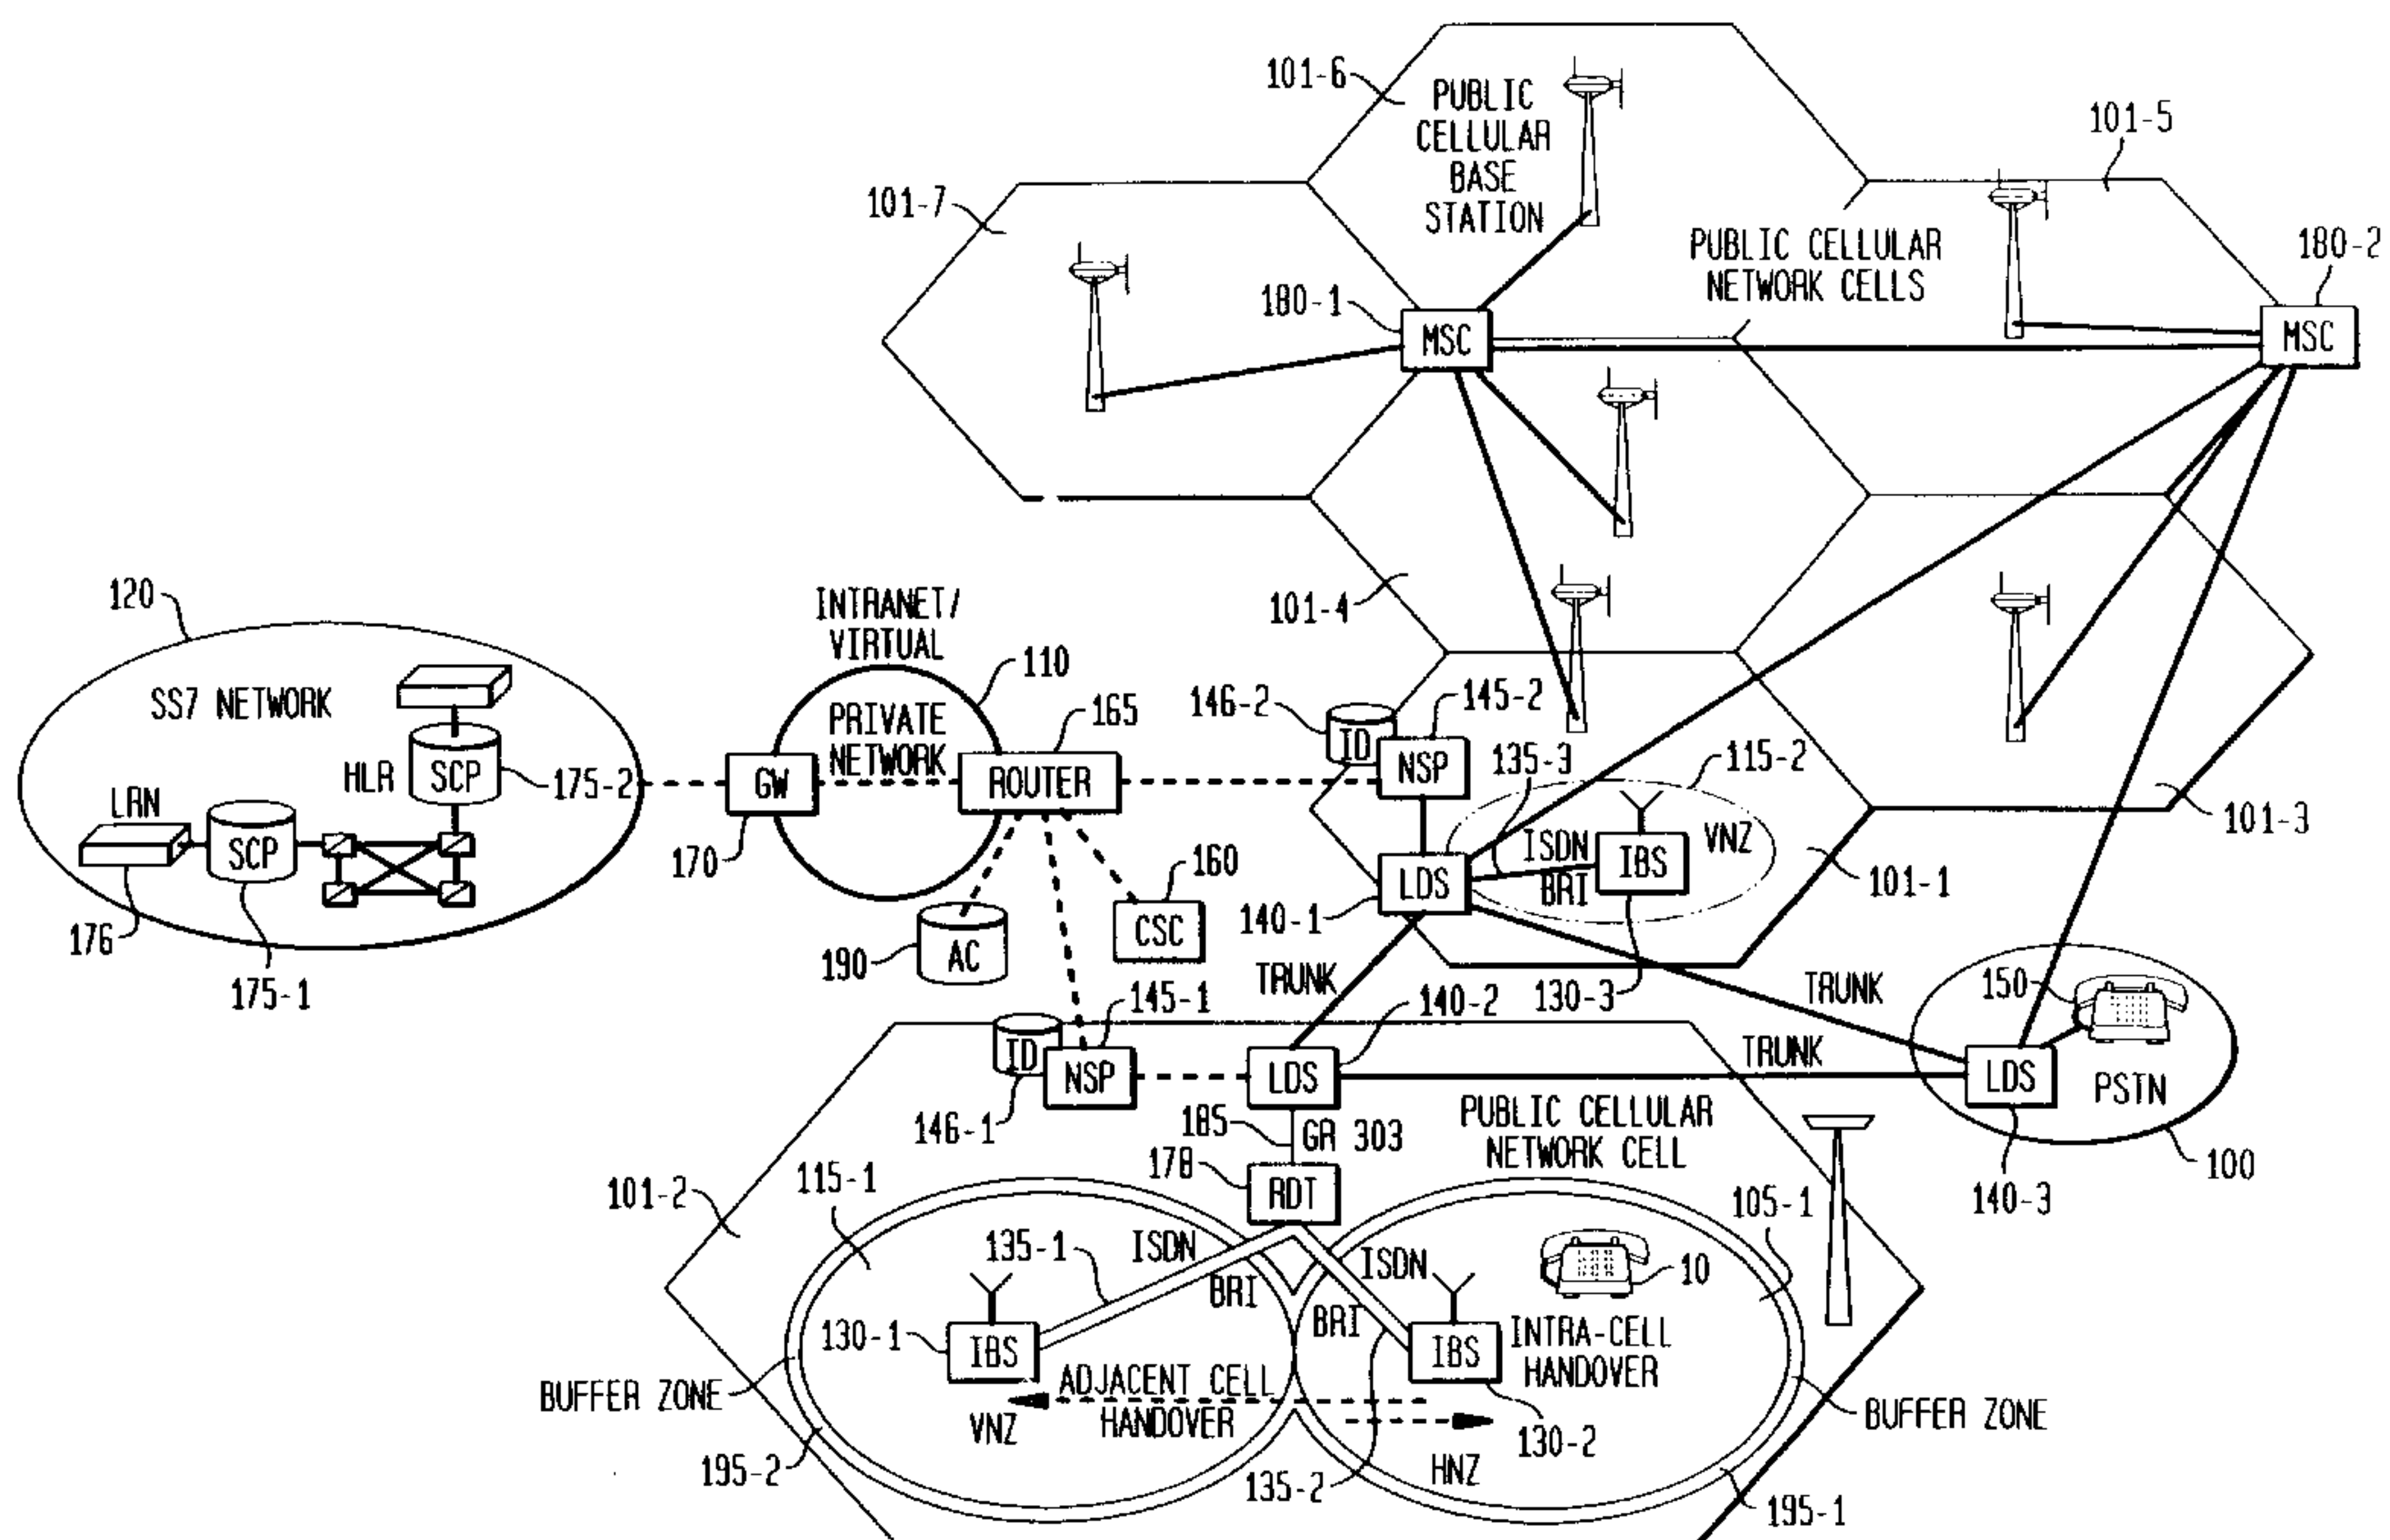 101-6
PUBLIC
CELLULAR
BASE
STATION
101-5
101-7
PUBLIC CELLULAR
NETWORK CELLS
180-2
180-1
MSC
MSC
120
INTRANET/
VIRTUAL
PRIVATE
NETWORK
110
101-4
SS7 NETWORK
165
146-2
145-2
ID
NSP
135-3
115-2
HLR
SCP
175-2
GW
ROUTER
LAN
SCP
170
160
ISDN
BRI
IBS
VNZ
101-3
LDS
101-1
176
175-1
190
AC
CSC
140-1
TRUNK
130-3
TRUNK
150
145-1
140-2
ID
NSP
LDS
TRUNK
LDS
PSTN
146-1
185
GR 303
PUBLIC CELLULAR
NETWORK CELL
100
140-3
178
RDT
101-2
115-1
105-1
135-1
ISDN
BRI
ISDN
BRI
10
130-1
IBS
IBS
INTRA-CELL
HANDOVER
BUFFER ZONE
ADJACENT CELL
HANDOVER
BUFFER ZONE
VNZ
130-2
195-2
135-2
HNZ
195-1